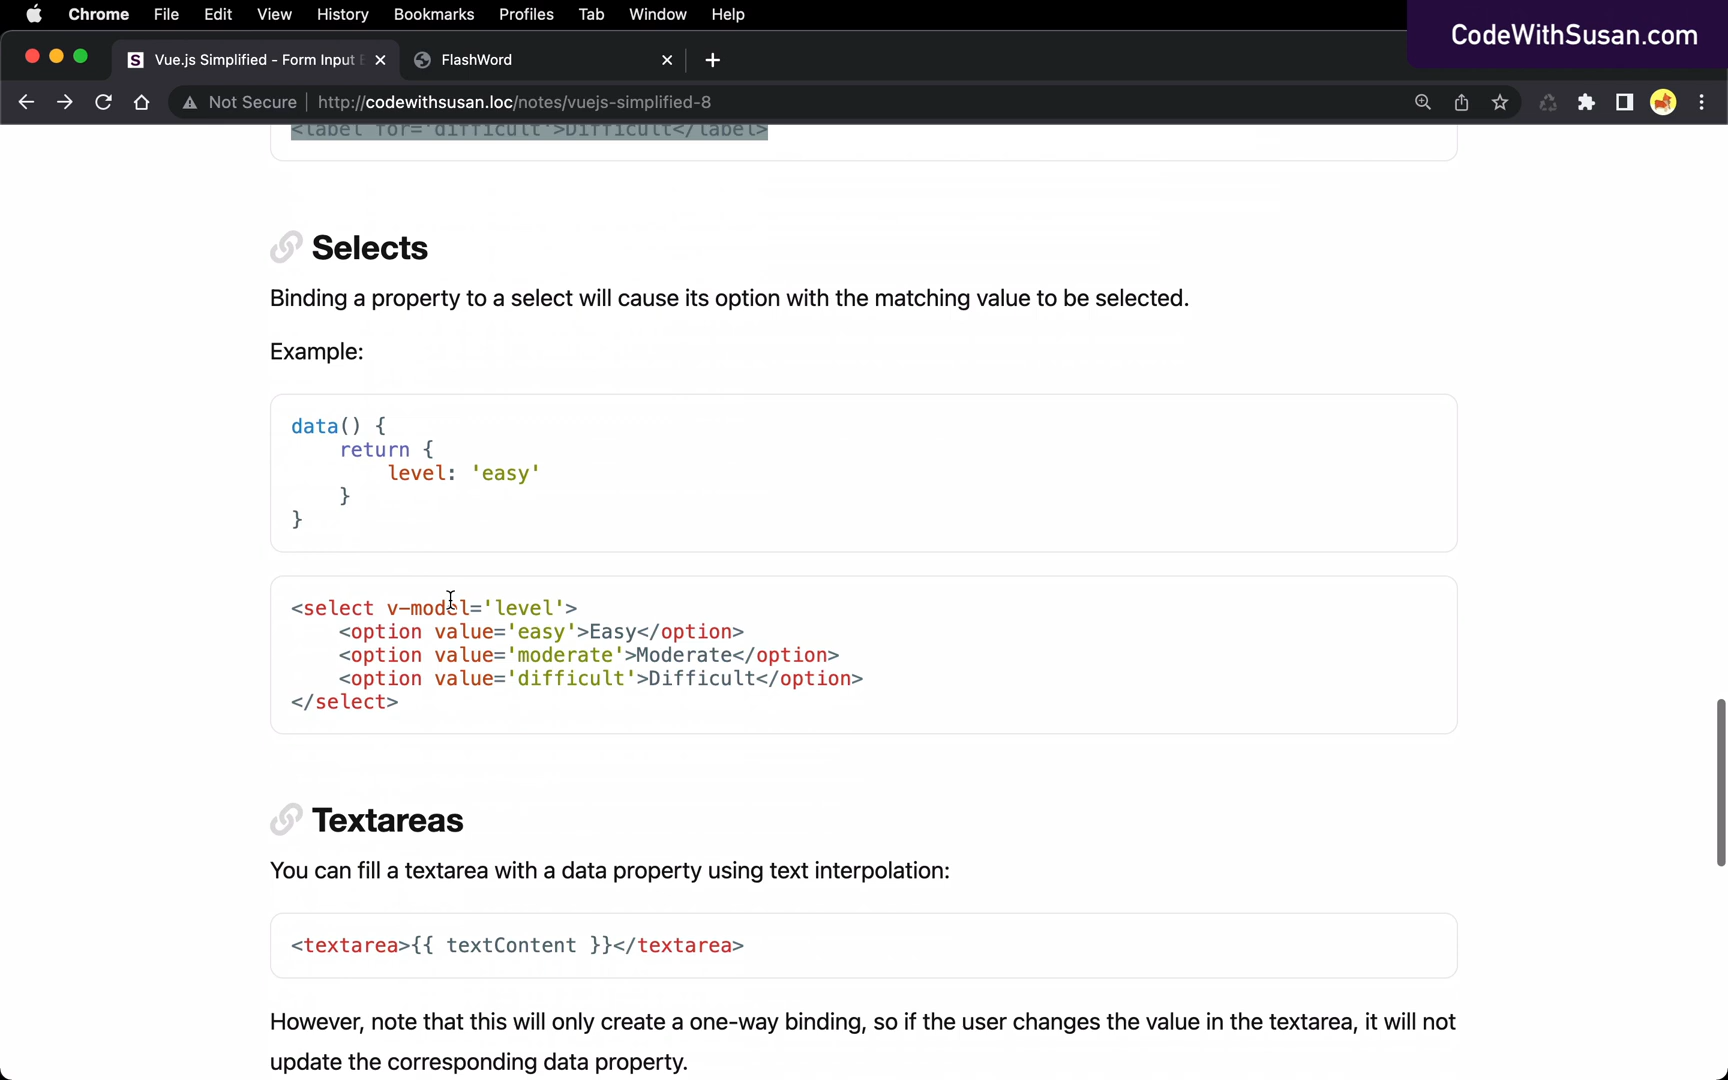 Chrome File Edit View History Bookmarks Profiles Tab Window Help
CodeWithSusan.com
Vue.js Simplified - Form Input
FlashWord
Not Secure http://codewithsusan.loc/notes/vuejs-simplified-8
<label for='difficult'>Difficult</label>
Selects
Binding a property to a select will cause its option with the matching value to be selected.
Example:
data() {
    return {
        level: 'easy'
    }
}
<select v-model='level'>
    <option value='easy'>Easy</option>
    <option value='moderate'>Moderate</option>
    <option value='difficult'>Difficult</option>
</select>
Textareas
You can fill a textarea with a data property using text interpolation:
<textarea>{{ textContent }}</textarea>
However, note that this will only create a one-way binding, so if the user changes the value in the textarea, it will not
update the corresponding data property.